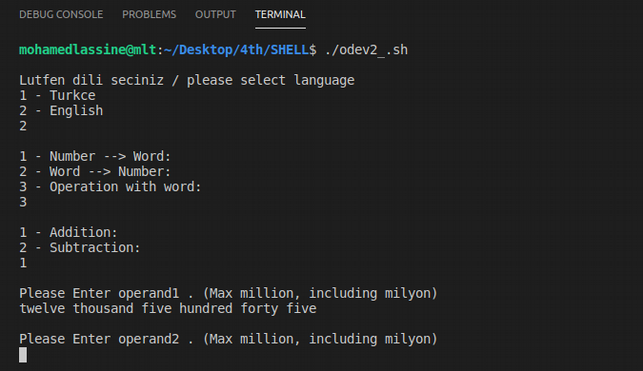 DEBUG CONSOLE PROBLEMS OUTPUT TERMINAL
mohamedlassine@mlt:~/Desktop/4th/SHELL$ ./odev2_.sh
Lutfen dili seciniz / please select language
1 - Turkce
2 - English
2
1 - Number --> Word:
2 - Word --> Number:
3 - Operation with word:
3
1 - Addition:
2 - Subtraction:
1
Please Enter operand1 . (Max million, including milyon)
twelve thousand five hundred forty five
Please Enter operand2 . (Max million, including milyon)